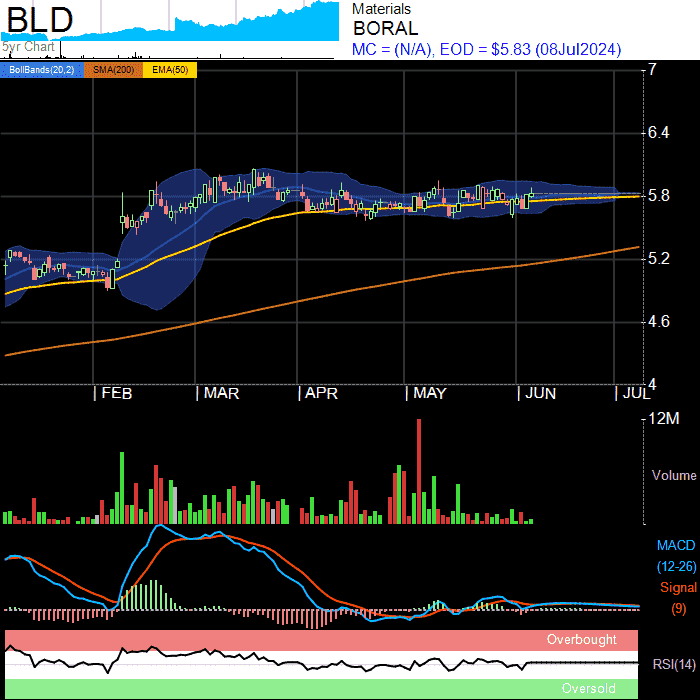 BLD
5yr Chart
Materials
BORAL
MC = (N/A), EOD = $5.83 (08Jul2024)
BollBands(20,2) SMA(200) EMA(50)
7
6.4
5.8
5.2
4.6
4
FEB MAR APR MAY JUN JUL
12M
Volume
MACD
(12-26)
Signal
(9)
Overbought
RSI(14)
Oversold